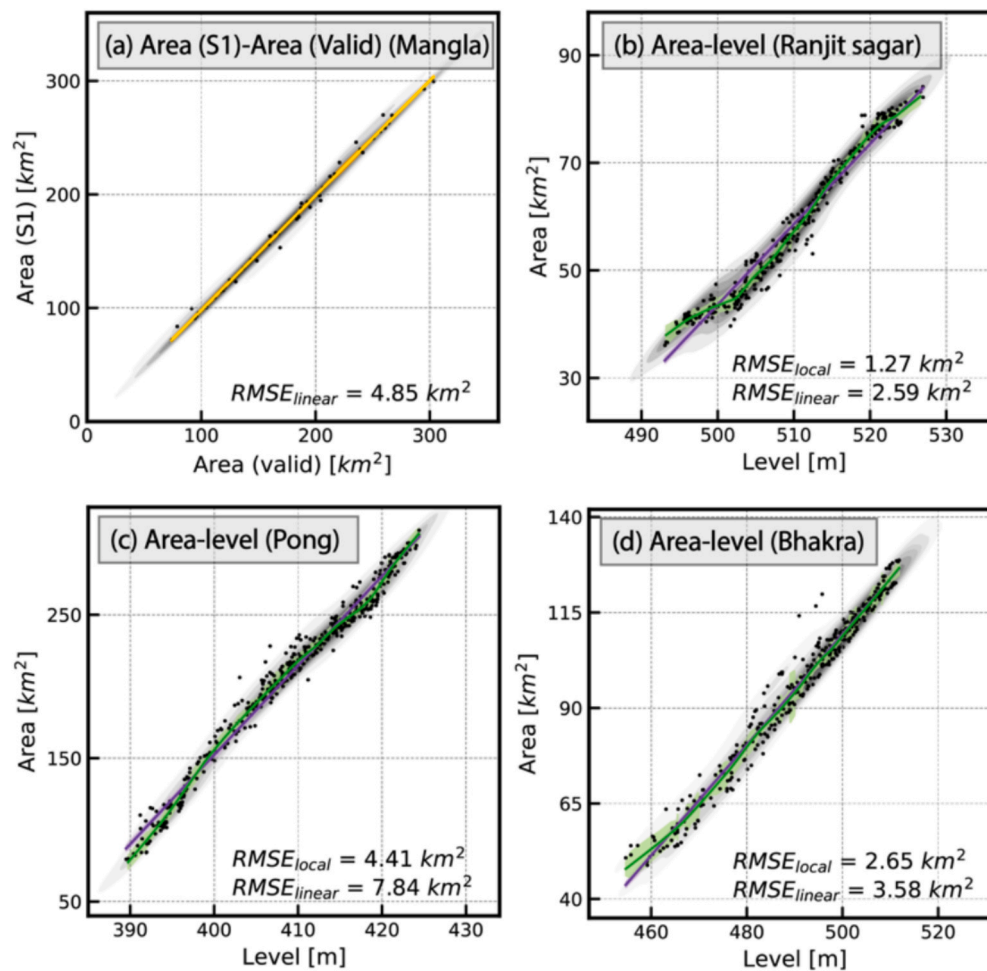 (a) Area (S1)-Area (Valid) (Mangla)
Area (S1) [km²]
300
200
100
0
RMSE_linear = 4.85 km²
0 100 200 300
Area (valid) [km²]
(b) Area-level (Ranjit sagar)
Area [km²]
90
70
50
30
RMSE_local = 1.27 km²
RMSE_linear = 2.59 km²
490 500 510 520 530
Level [m]
(c) Area-level (Pong)
Area [km²]
250
150
50
RMSE_local = 4.41 km²
RMSE_linear = 7.84 km²
390 400 410 420 430
Level [m]
(d) Area-level (Bhakra)
Area [km²]
140
115
90
65
40
RMSE_local = 2.65 km²
RMSE_linear = 3.58 km²
460 480 500 520
Level [m]